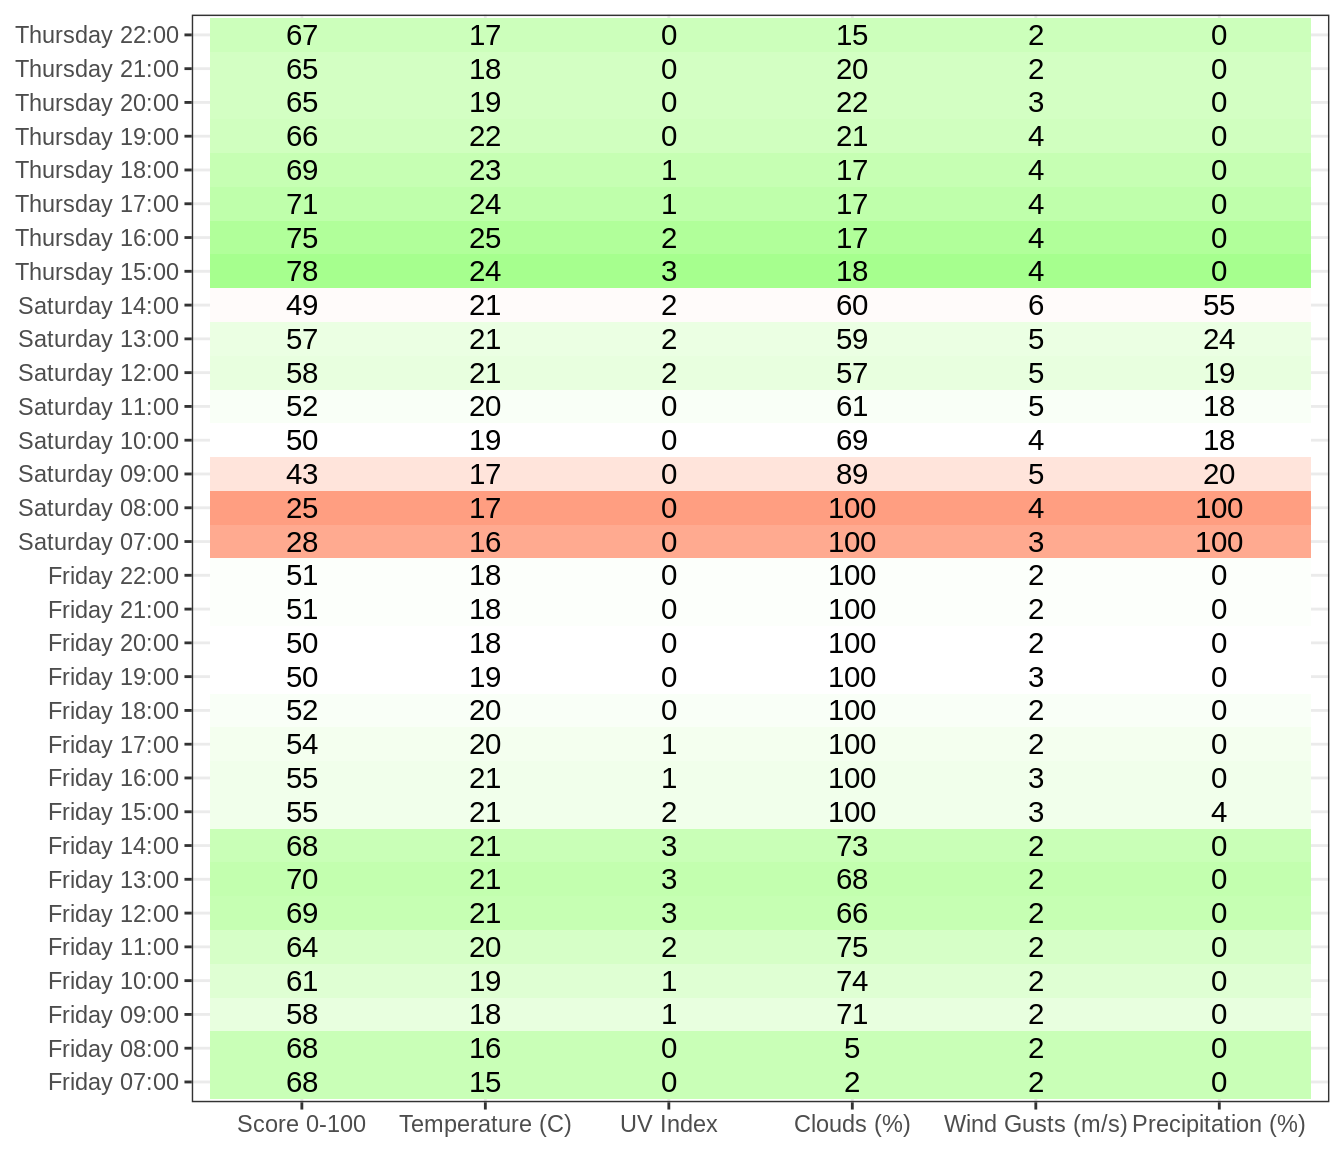 Thursday 22:00 67 17 0 15 2 0
Thursday 21:00 65 18 0 20 2 0
Thursday 20:00 65 19 0 22 3 0
Thursday 19:00 66 22 0 21 4 0
Thursday 18:00 69 23 1 17 4 0
Thursday 17:00 71 24 1 17 4 0
Thursday 16:00 75 25 2 17 4 0
Thursday 15:00 78 24 3 18 4 0
Saturday 14:00 49 21 2 60 6 55
Saturday 13:00 57 21 2 59 5 24
Saturday 12:00 58 21 2 57 5 19
Saturday 11:00 52 20 0 61 5 18
Saturday 10:00 50 19 0 69 4 18
Saturday 09:00 43 17 0 89 5 20
Saturday 08:00 25 17 0 100 4 100
Saturday 07:00 28 16 0 100 3 100
Friday 22:00 51 18 0 100 2 0
Friday 21:00 51 18 0 100 2 0
Friday 20:00 50 18 0 100 2 0
Friday 19:00 50 19 0 100 3 0
Friday 18:00 52 20 0 100 2 0
Friday 17:00 54 20 1 100 2 0
Friday 16:00 55 21 1 100 3 0
Friday 15:00 55 21 2 100 3 4
Friday 14:00 68 21 3 73 2 0
Friday 13:00 70 21 3 68 2 0
Friday 12:00 69 21 3 66 2 0
Friday 11:00 64 20 2 75 2 0
Friday 10:00 61 19 1 74 2 0
Friday 09:00 58 18 1 71 2 0
Friday 08:00 68 16 0 5 2 0
Friday 07:00 68 15 0 2 2 0
Score 0-100 Temperature (C) UV Index Clouds (%) Wind Gusts (m/s) Precipitation (%)